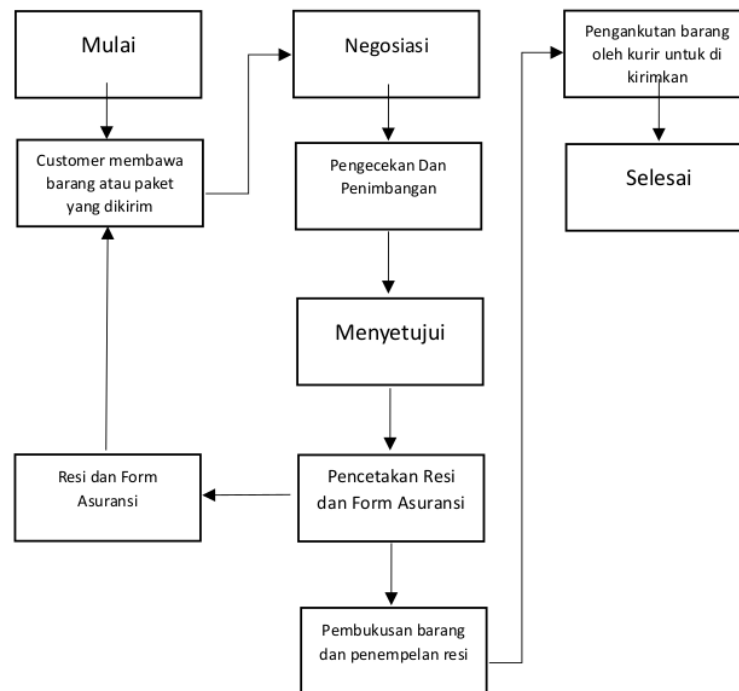 Mulai
Customer membawa
barang atau paket
yang dikirim
Negosiasi
Pengecekan Dan
Penimbangan
Menyetujui
Pencetakan Resi
dan Form Asuransi
Resi dan Form
Asuransi
Pembukusan barang
dan penempelan resi
Pengankutan barang
oleh kurir untuk di
kirimkan
Selesai